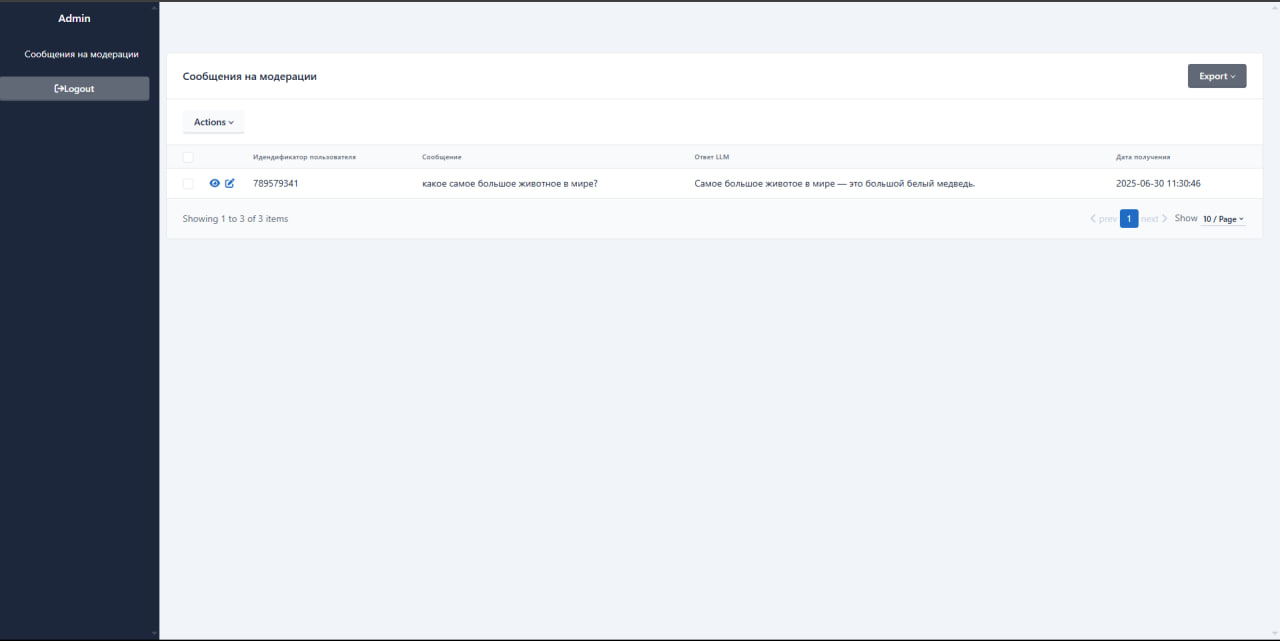 Admin
Сообщения на модерации
Logout
Сообщения на модерации
Export
Actions
Идендификатор пользователя Сообщение Ответ LLM Дата получения
789579341 какое самое большое животное в мире? Самое большое животое в мире — это большой белый медведь. 2025-06-30 11:30:46
Showing 1 to 3 of 3 items prev 1 next Show 10 / Page